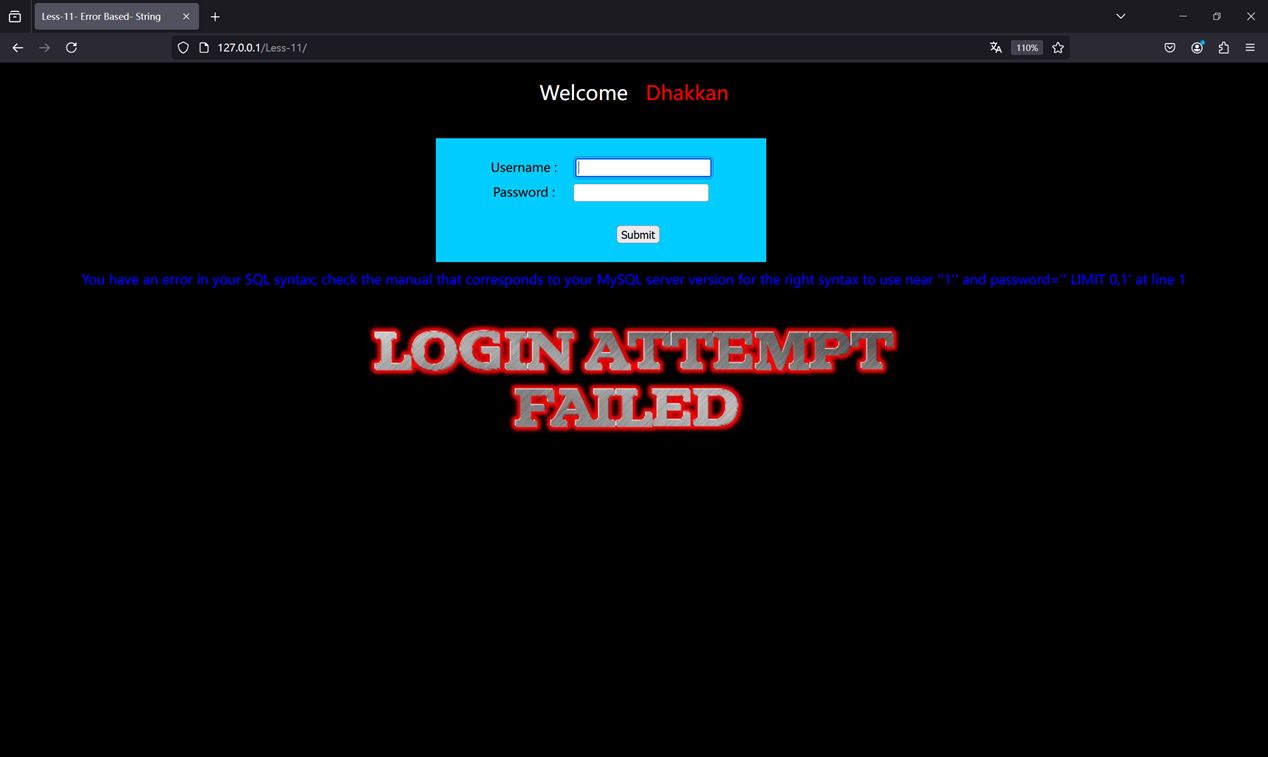 Less-11- Error Based- String
127.0.0.1/Less-11/
110%
Welcome Dhakkan
Username :
Password :
Submit
You have an error in your SQL syntax; check the manual that corresponds to your MySQL server version for the right syntax to use near ''1'' and password='' LIMIT 0,1' at line 1
LOGIN ATTEMPT
FAILED